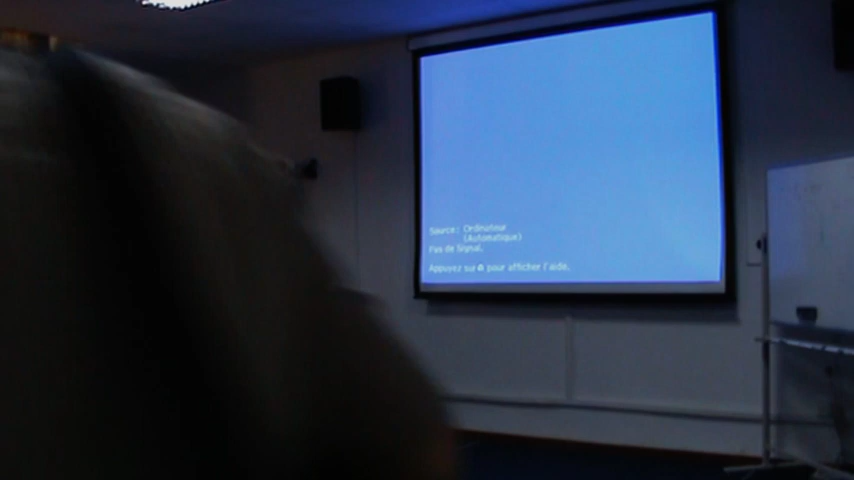 Source: Ordinateur
(Automatique)
Pas de Signal.
Appuyez sur pour afficher l'aide.